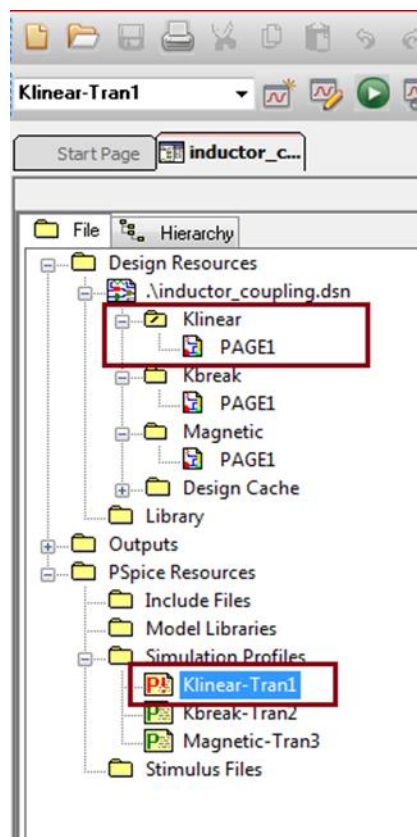 Klinear-Tran1
Start Page inductor_c...
File Hierarchy
Design Resources
.\inductor_coupling.dsn
Klinear
PAGE1
Kbreak
PAGE1
Magnetic
PAGE1
Design Cache
Library
Outputs
PSpice Resources
Include Files
Model Libraries
Simulation Profiles
Klinear-Tran1
Kbreak-Tran2
Magnetic-Tran3
Stimulus Files